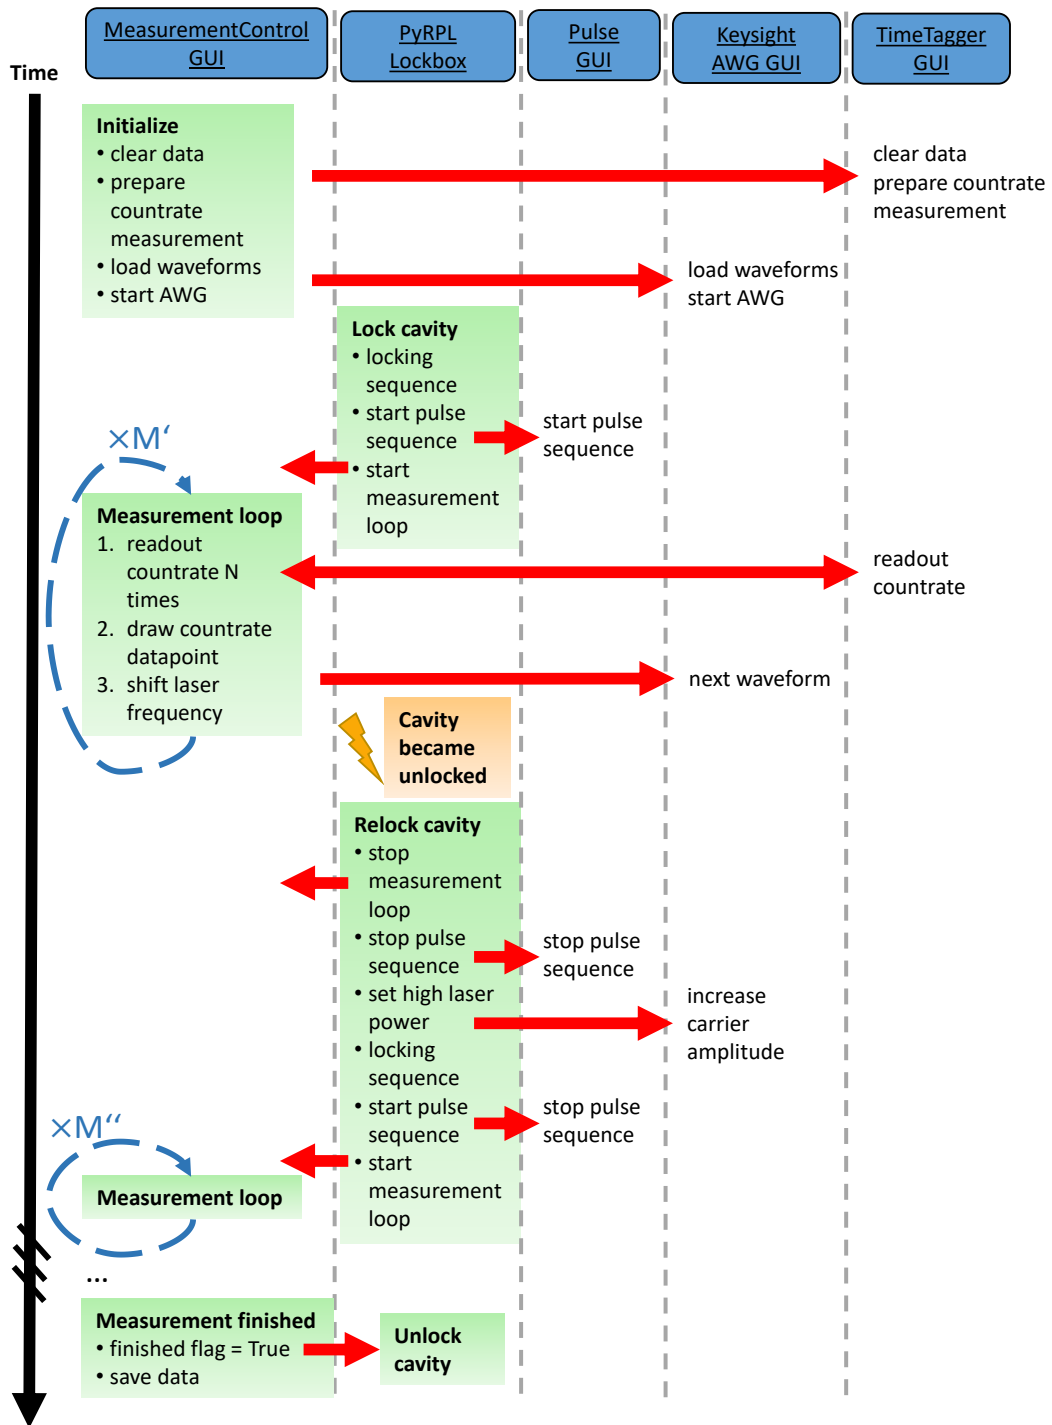 MeasurementControl
GUI
PyRPL
Lockbox
Pulse
GUI
Keysight
AWG GUI
TimeTagger
GUI
Time
Initialize
• clear data
• prepare
countrate
measurement
• load waveforms
• start AWG
clear data
prepare countrate
measurement
load waveforms
start AWG
Lock cavity
• locking
sequence
• start pulse
sequence
• start
measurement
loop
start pulse
sequence
×M‘
Measurement loop
1. readout
countrate N
times
2. draw countrate
datapoint
3. shift laser
frequency
readout
countrate
next waveform
Cavity
became
unlocked
Relock cavity
• stop
measurement
loop
• stop pulse
sequence
• set high laser
power
• locking
sequence
• start pulse
sequence
• start
measurement
loop
stop pulse
sequence
increase
carrier
amplitude
stop pulse
sequence
×M‘‘
Measurement loop
...
Measurement finished
• finished flag = True
• save data
Unlock
cavity